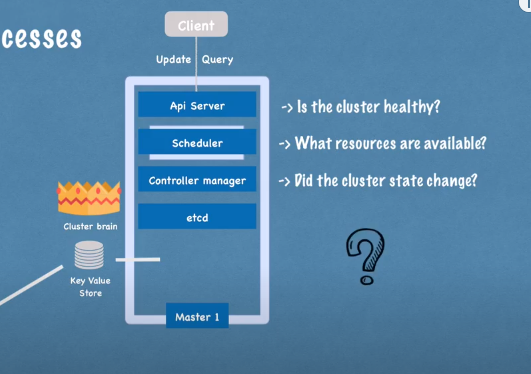 cesses
Client
Update Query
Api Server
-> Is the cluster healthy?
Scheduler
-> What resources are available?
Controller manager
-> Did the cluster state change?
etcd
Cluster brain
?
Key Value
Store
Master 1